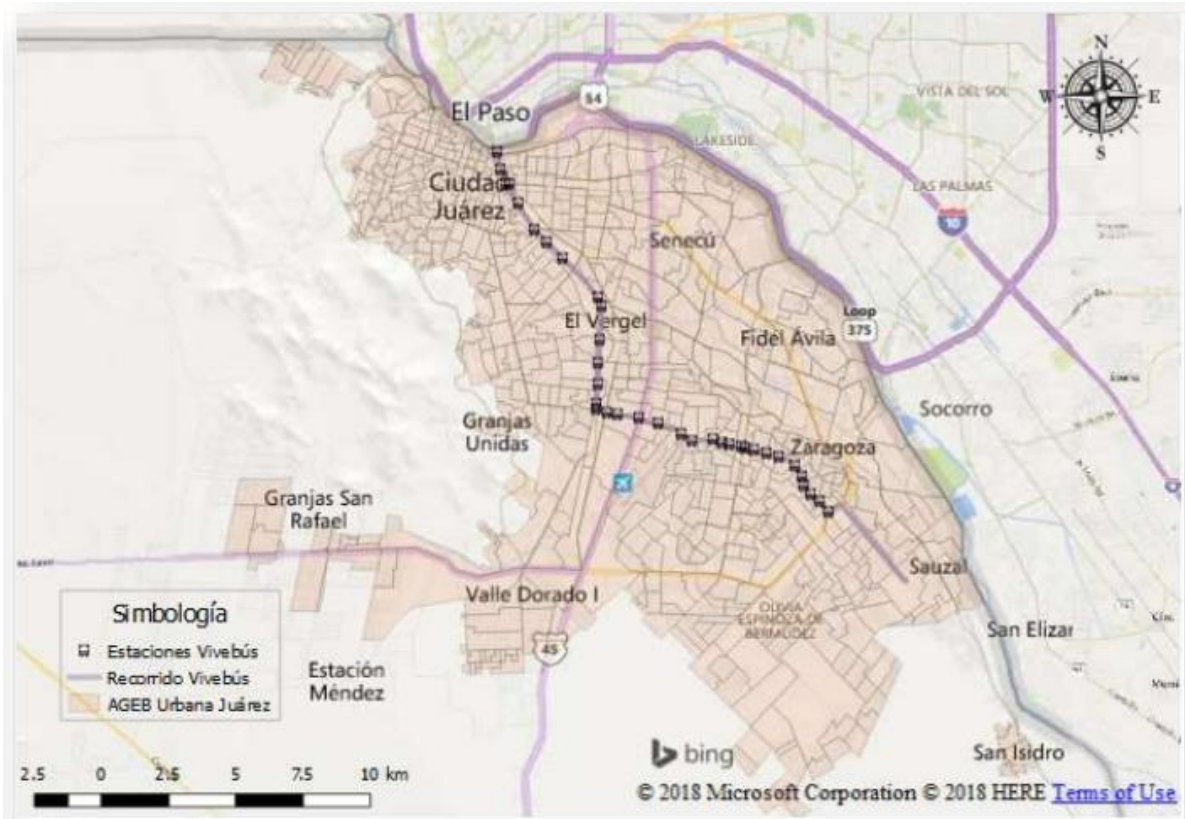 N
W
E
S
54
VISTA DEL SOL
El Paso
LAKESIDE
Ciudad
Juárez
LAS PALMAS
10
Senecú
Loop
375
El Vergel
Fidel Ávila
Socorro
Granjas
Unidas
Zaragoza
Granjas San
Rafael
Sauzal
Valle Dorado I
OLIVIA
ESPINOZA DE
BERMÚDEZ
San Elizar
45
Estación
Méndez
San Isidro
Simbología
Estaciones Vivebús
Recorrido Vivebús
AGEB Urbana Juárez
2.5 0 2.5 5 7.5 10 km
bing
© 2018 Microsoft Corporation © 2018 HERE Terms of Use